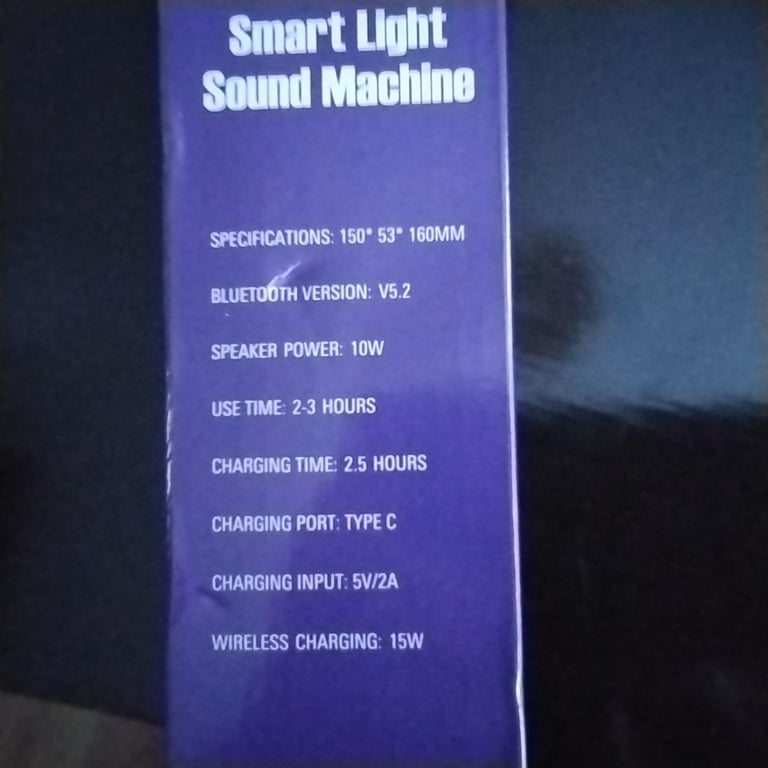 Smart Light
Sound Machine
SPECIFICATIONS: 150* 53* 160MM
BLUETOOTH VERSION: V5.2
SPEAKER POWER: 10W
USE TIME: 2-3 HOURS
CHARGING TIME: 2.5 HOURS
CHARGING PORT: TYPE C
CHARGING INPUT: 5V/2A
WIRELESS CHARGING: 15W